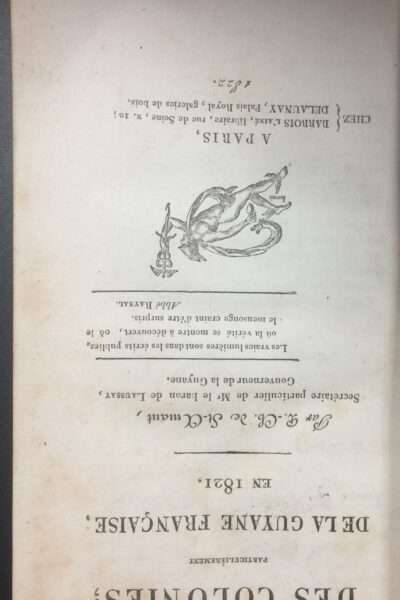 DES COLONIES,
PARTICULIÈREMENT
DE LA GUYANE FRANÇAISE,
EN 1821.
Par P.-Ch. de St-Amant,
Secrétaire particulier de Mr le baron de Laussat,
Gouverneur de la Guyane.
Les vraies lumières sont dans les écrits publics,
où la vérité se montre à découvert, où le
mensonge craint d'être surpris.
Abbé Raynal.
A PARIS,
CHEZ { BARROIS L'AINÉ, libraire, rue de Seine, N. 10;
DELAUNAY, Palais Royal, galeries de bois.
1822.